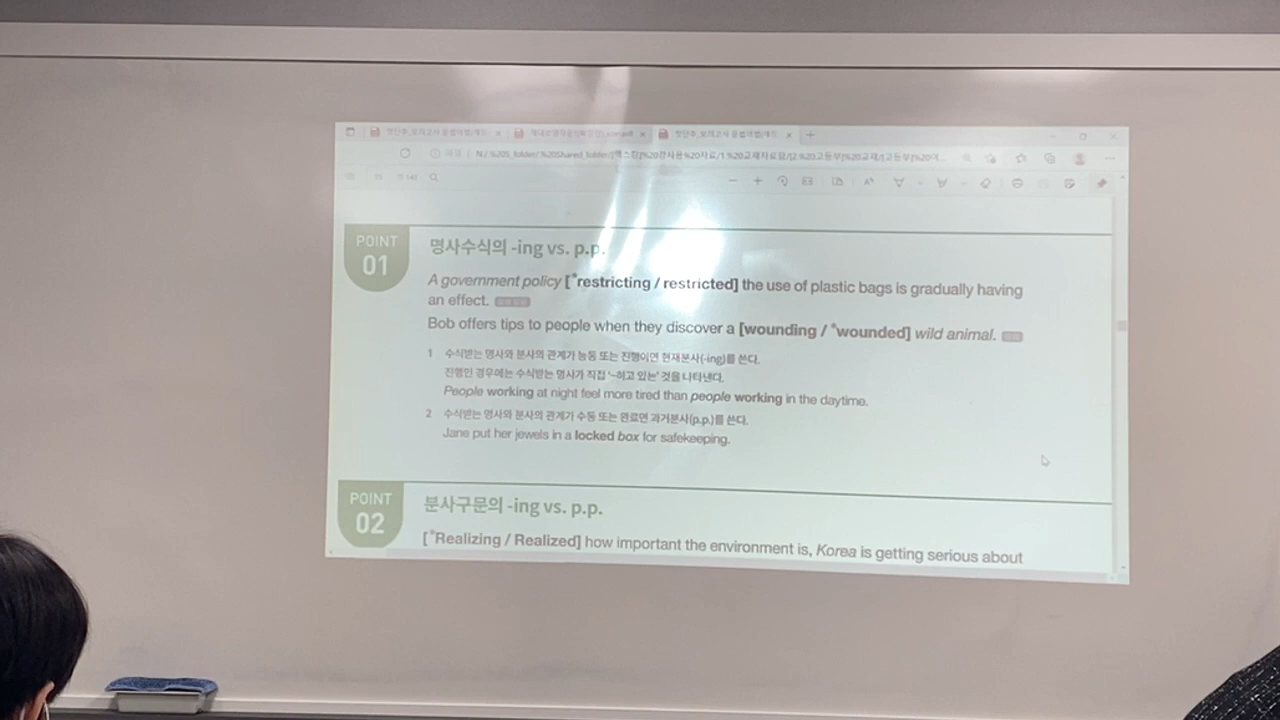 POINT
01
명사수식의 -ing vs. p.p.
A government policy [*restricting / restricted] the use of plastic bags is gradually having
an effect.
Bob offers tips to people when they discover a [wounding / *wounded] wild animal.
1 수식받는 명사와 분사의 관계가 능동 또는 진행이면 현재분사(-ing)를 쓴다.
진행인 경우에는 수식받는 명사가 직접 '~하고 있는' 것을 나타낸다.
People working at night feel more tired than people working in the daytime.
2 수식받는 명사와 분사의 관계가 수동 또는 완료면 과거분사(p.p.)를 쓴다.
Jane put her jewels in a locked box for safekeeping.
POINT
02
분사구문의 -ing vs. p.p.
[*Realizing / Realized] how important the environment is, Korea is getting serious about